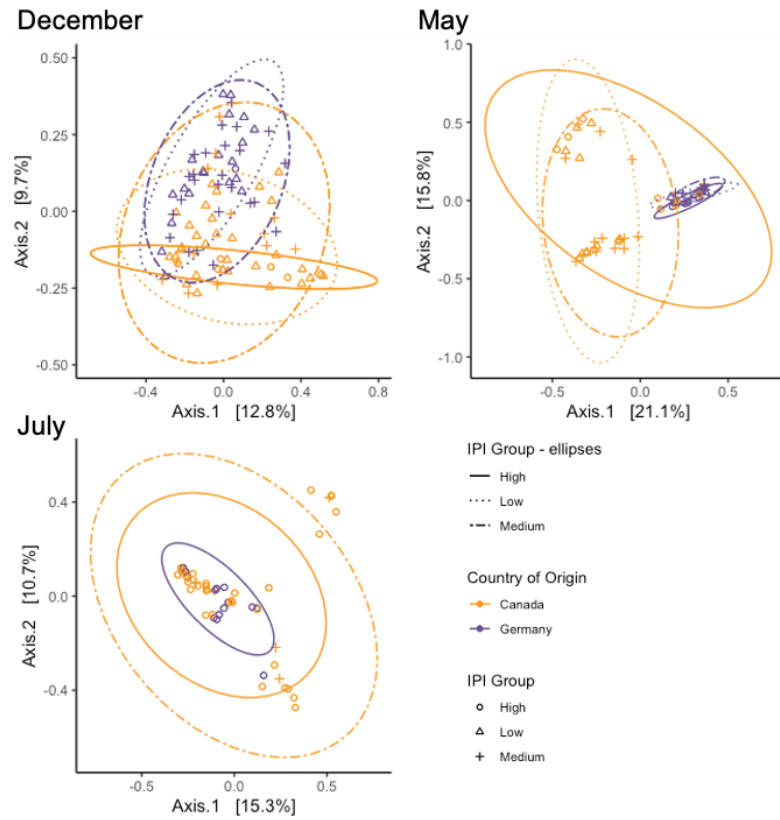 December
May
0.50
0.25
0.00
-0.25
-0.50
Axis.2 [9.7%]
-0.4
0.0
0.4
0.8
Axis.1 [12.8%]
1.0
0.5
0.0
-0.5
-1.0
Axis.2 [15.8%]
-0.5
0.0
0.5
Axis.1 [21.1%]
July
0.4
0.0
-0.4
Axis.2 [10.7%]
-0.5
0.0
0.5
Axis.1 [15.3%]
IPI Group - ellipses
High
Low
Medium
Country of Origin
Canada
Germany
IPI Group
High
Low
Medium